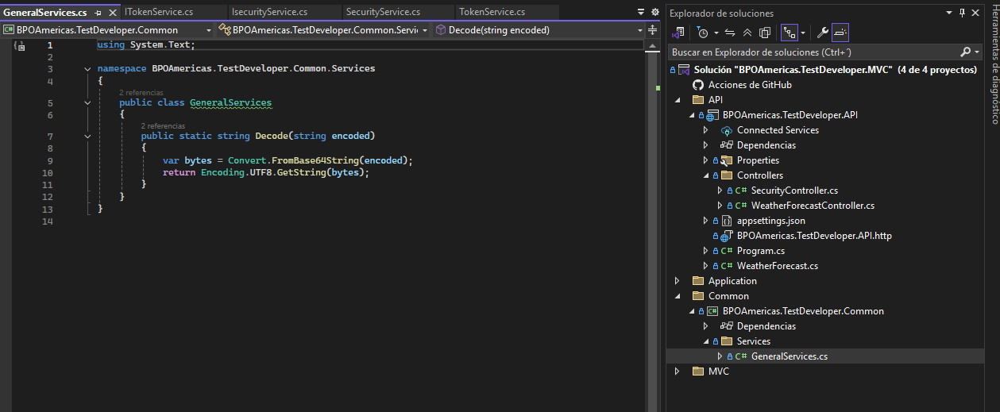 GeneralServices.cs
ITokenService.cs
IsecurityService.cs
SecurityService.cs
TokenService.cs
BPOAmericas.TestDeveloper.Common
BPOAmericas.TestDeveloper.Common.Servi
Decode(string encoded)
1 using System.Text;
2
3 namespace BPOAmericas.TestDeveloper.Common.Services
4 {
2 referencias
5 public class GeneralServices
6 {
2 referencias
7 public static string Decode(string encoded)
8 {
9 var bytes = Convert.FromBase64String(encoded);
10 return Encoding.UTF8.GetString(bytes);
11 }
12 }
13 }
14
Explorador de soluciones
Buscar en Explorador de soluciones (Ctrl+´)
Solución "BPOAmericas.TestDeveloper.MVC" (4 de 4 proyectos)
Acciones de GitHub
API
BPOAmericas.TestDeveloper.API
Connected Services
Dependencias
Properties
Controllers
C# SecurityController.cs
C# WeatherForecastController.cs
appsettings.json
BPOAmericas.TestDeveloper.API.http
C# Program.cs
C# WeatherForecast.cs
Application
Common
C# BPOAmericas.TestDeveloper.Common
Dependencias
Services
C# GeneralServices.cs
MVC
Herramientas de diagnóstico